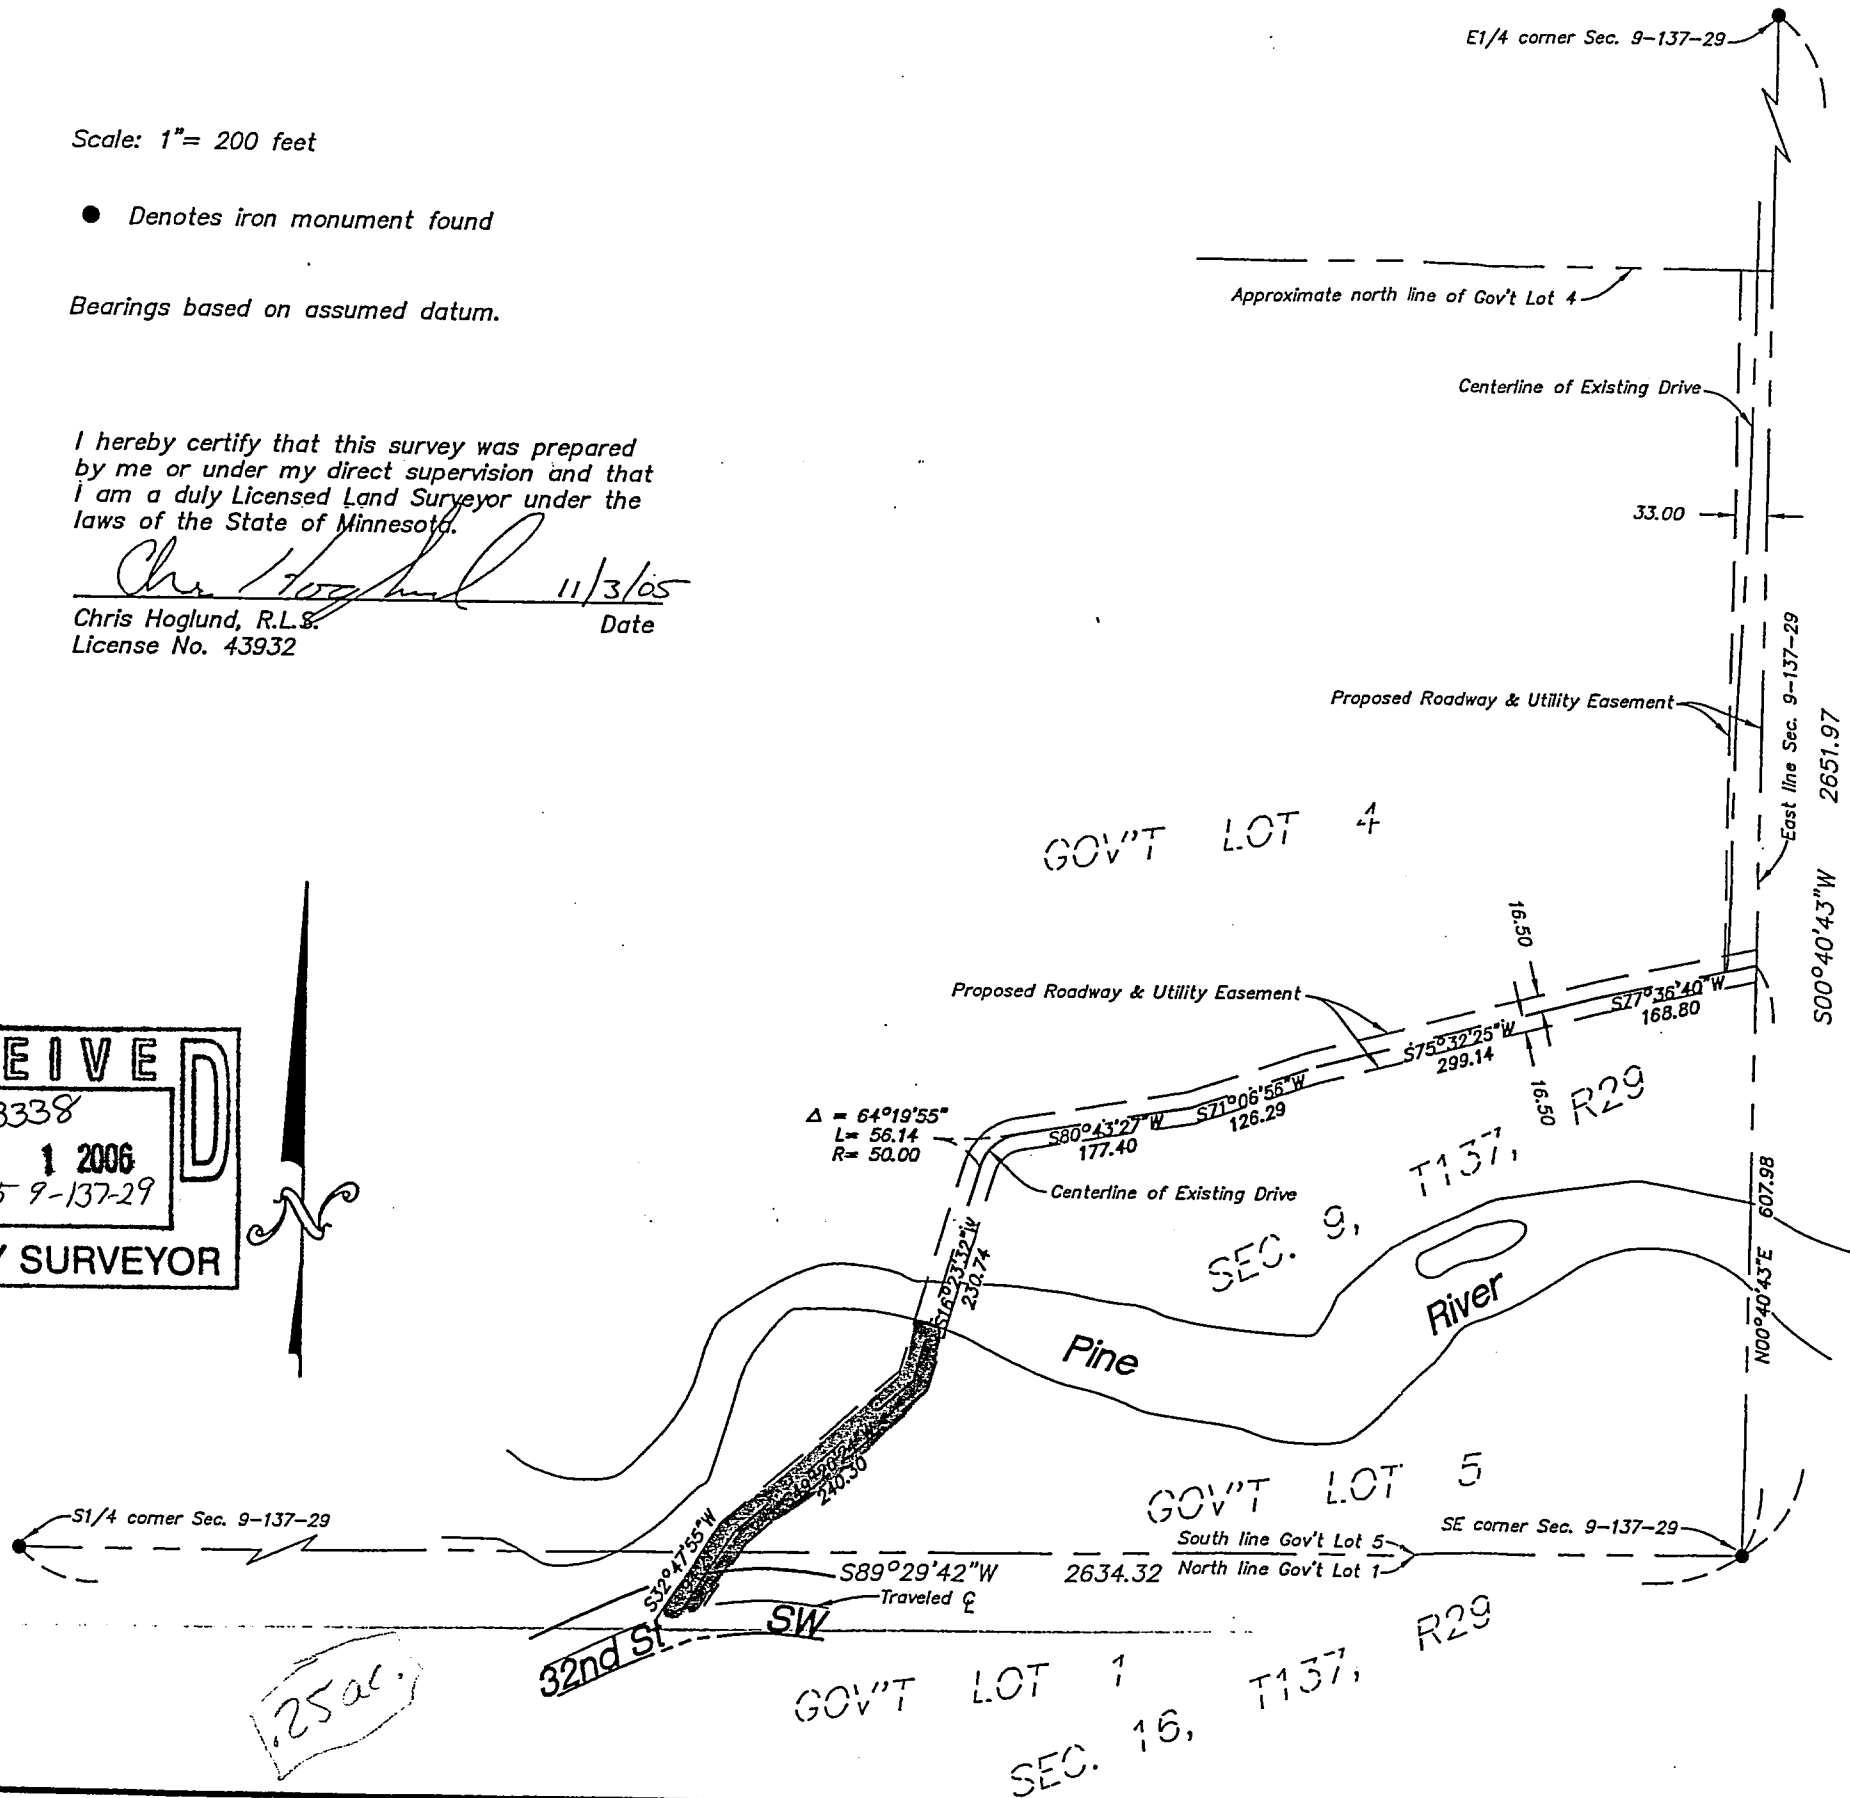 E1/4 corner Sec. 9-137-29
Scale: 1"= 200 feet
● Denotes iron monument found
Bearings based on assumed datum.
Approximate north line of Gov't Lot 4
Centerline of Existing Drive
I hereby certify that this survey was prepared
by me or under my direct supervision and that
I am a duly Licensed Land Surveyor under the
laws of the State of Minnesota.
33.00
11/3/05
Chris Hoglund, R.L.S.
Date
License No. 43932
East line Sec. 9-137-29
Proposed Roadway & Utility Easement
S00°40'43"W 2651.97
GOV'T LOT 4
16.50
Proposed Roadway & Utility Easement
S77°36'40"W
168.80
S75°32'25"W
299.14
16.50
EIVED
3338
1 2006
9-137-29
SURVEYOR
N
Δ = 64°19'55"
L= 56.14
R= 50.00
S80°43'27"W
177.40
S71°06'56"W
126.29
Centerline of Existing Drive
SEC. 9, T137, R29
N00°40'43"E 607.98
S16°23'32"W
230.74
Pine River
240.30
GOV'T LOT 5
S1/4 corner Sec. 9-137-29
South line Gov't Lot 5
SE corner Sec. 9-137-29
S32°47'55"W
S89°29'42"W 2634.32
North line Gov't Lot 1
Traveled ℄
32nd St SW
.25 ac.
GOV'T LOT 1
SEC. 16, T137, R29